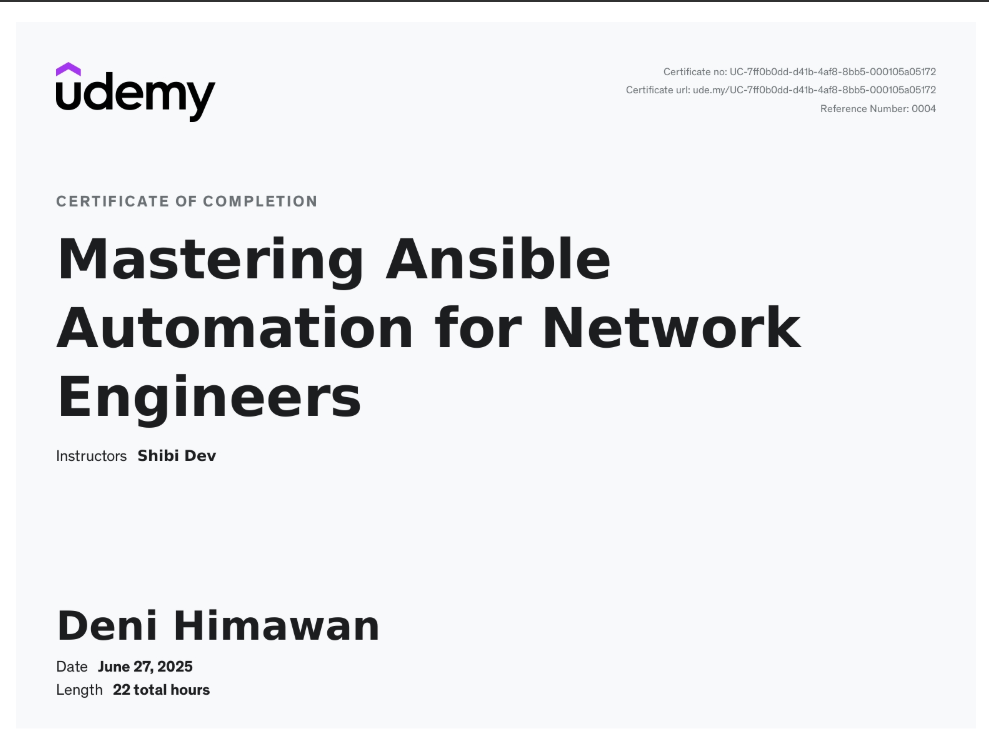 udemy
Certificate no: UC-7ff0b0dd-d41b-4af8-8bb5-000105a05172
Certificate url: ude.my/UC-7ff0b0dd-d41b-4af8-8bb5-000105a05172
Reference Number: 0004
CERTIFICATE OF COMPLETION
Mastering Ansible
Automation for Network
Engineers
Instructors Shibi Dev
Deni Himawan
Date June 27, 2025
Length 22 total hours